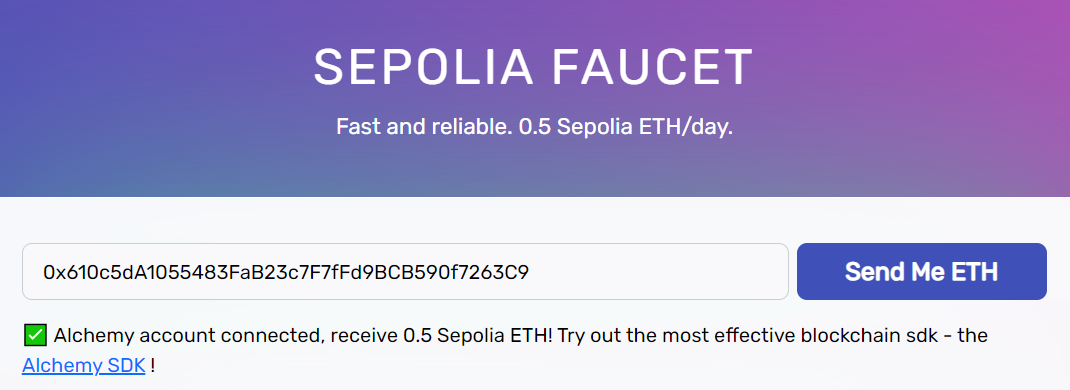 SEPOLIA FAUCET
Fast and reliable. 0.5 Sepolia ETH/day.
0x610c5dA1055483FaB23c7F7fFd9BCB590f7263C9
Send Me ETH
✅ Alchemy account connected, receive 0.5 Sepolia ETH! Try out the most effective blockchain sdk - the
Alchemy SDK !